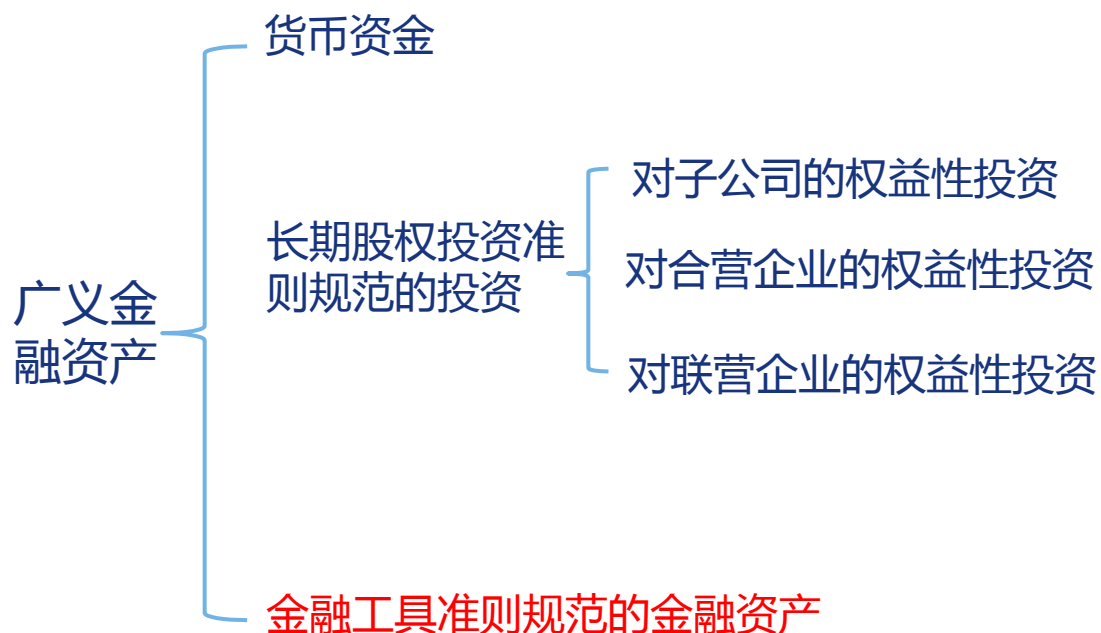 货币资金
对子公司的权益性投资
长期股权投资准
则规范的投资
对合营企业的权益性投资
广义金
融资产
对联营企业的权益性投资
金融工具准则规范的金融资产